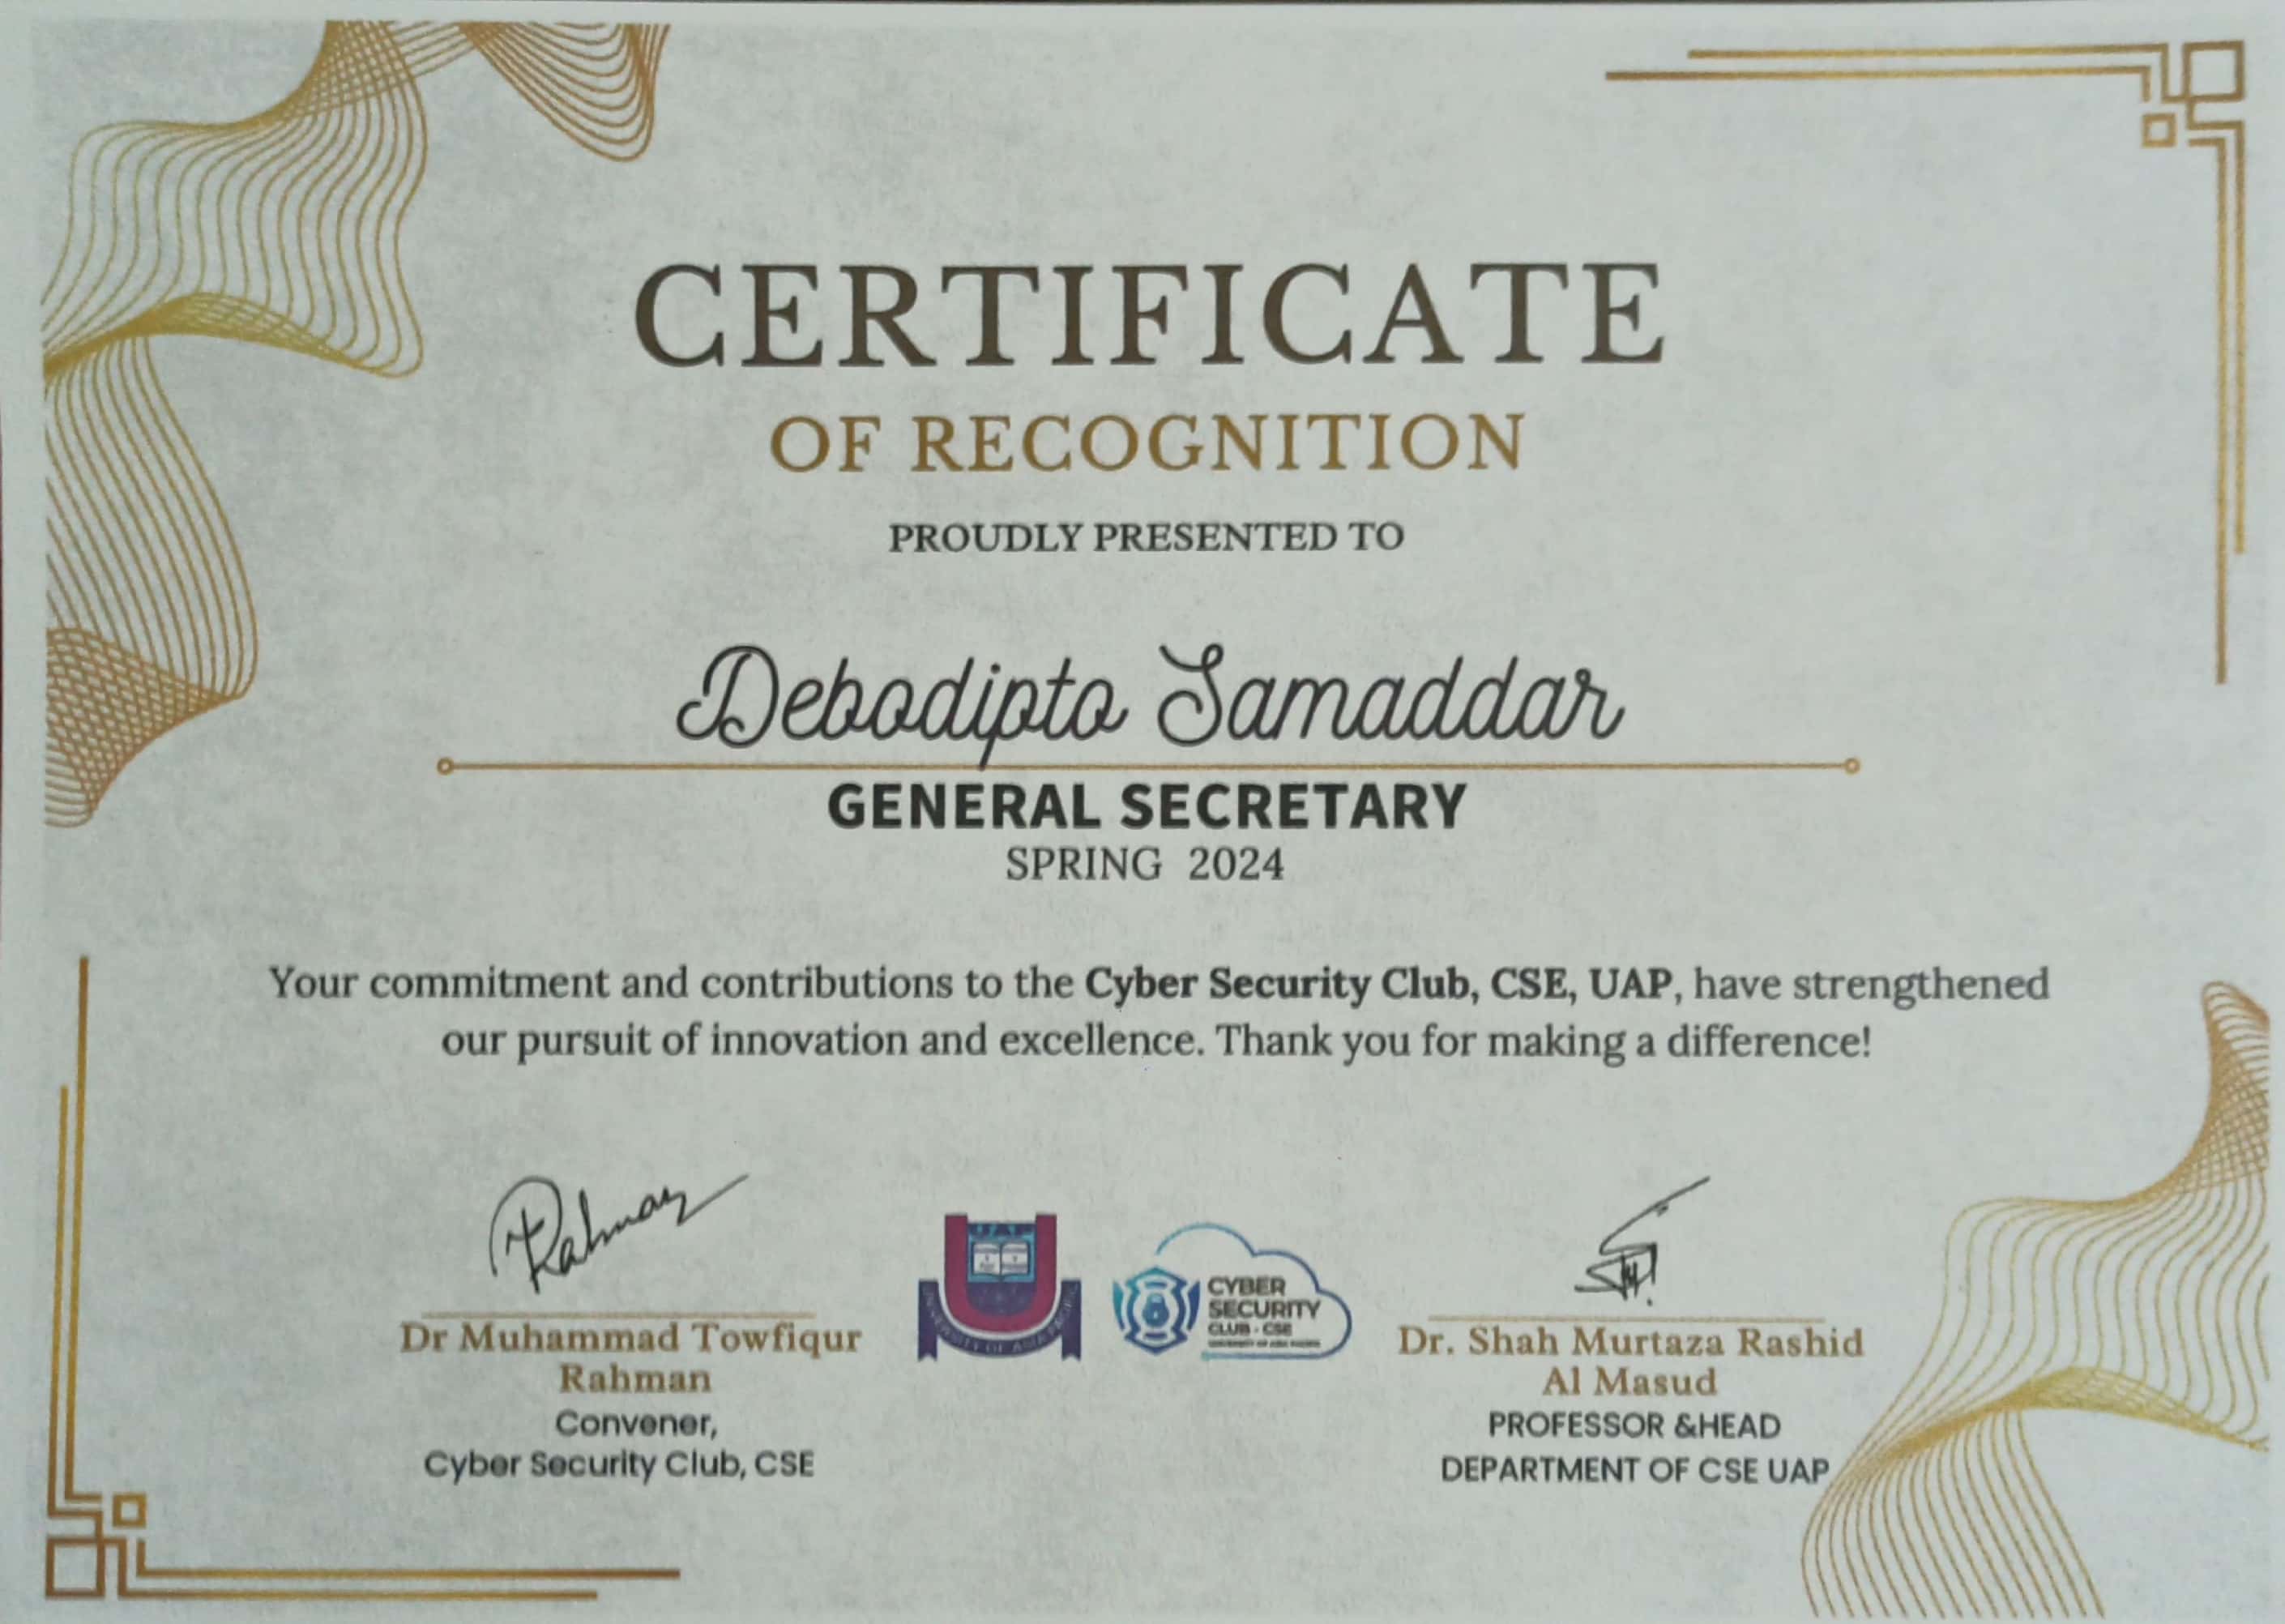 CERTIFICATE
OF RECOGNITION
PROUDLY PRESENTED TO
Debodipto Samaddar
GENERAL SECRETARY
SPRING 2024
Your commitment and contributions to the Cyber Security Club, CSE, UAP, have strengthened
our pursuit of innovation and excellence. Thank you for making a difference!
Rahman
UAP
UNIVERSITY OF ASIA PACIFIC
CYBER
SECURITY
CLUB - CSE
UNIVERSITY OF ASIA PACIFIC
Dr Muhammad Towfiqur
Rahman
Convener,
Cyber Security Club, CSE
Dr. Shah Murtaza Rashid
Al Masud
PROFESSOR &HEAD
DEPARTMENT OF CSE UAP